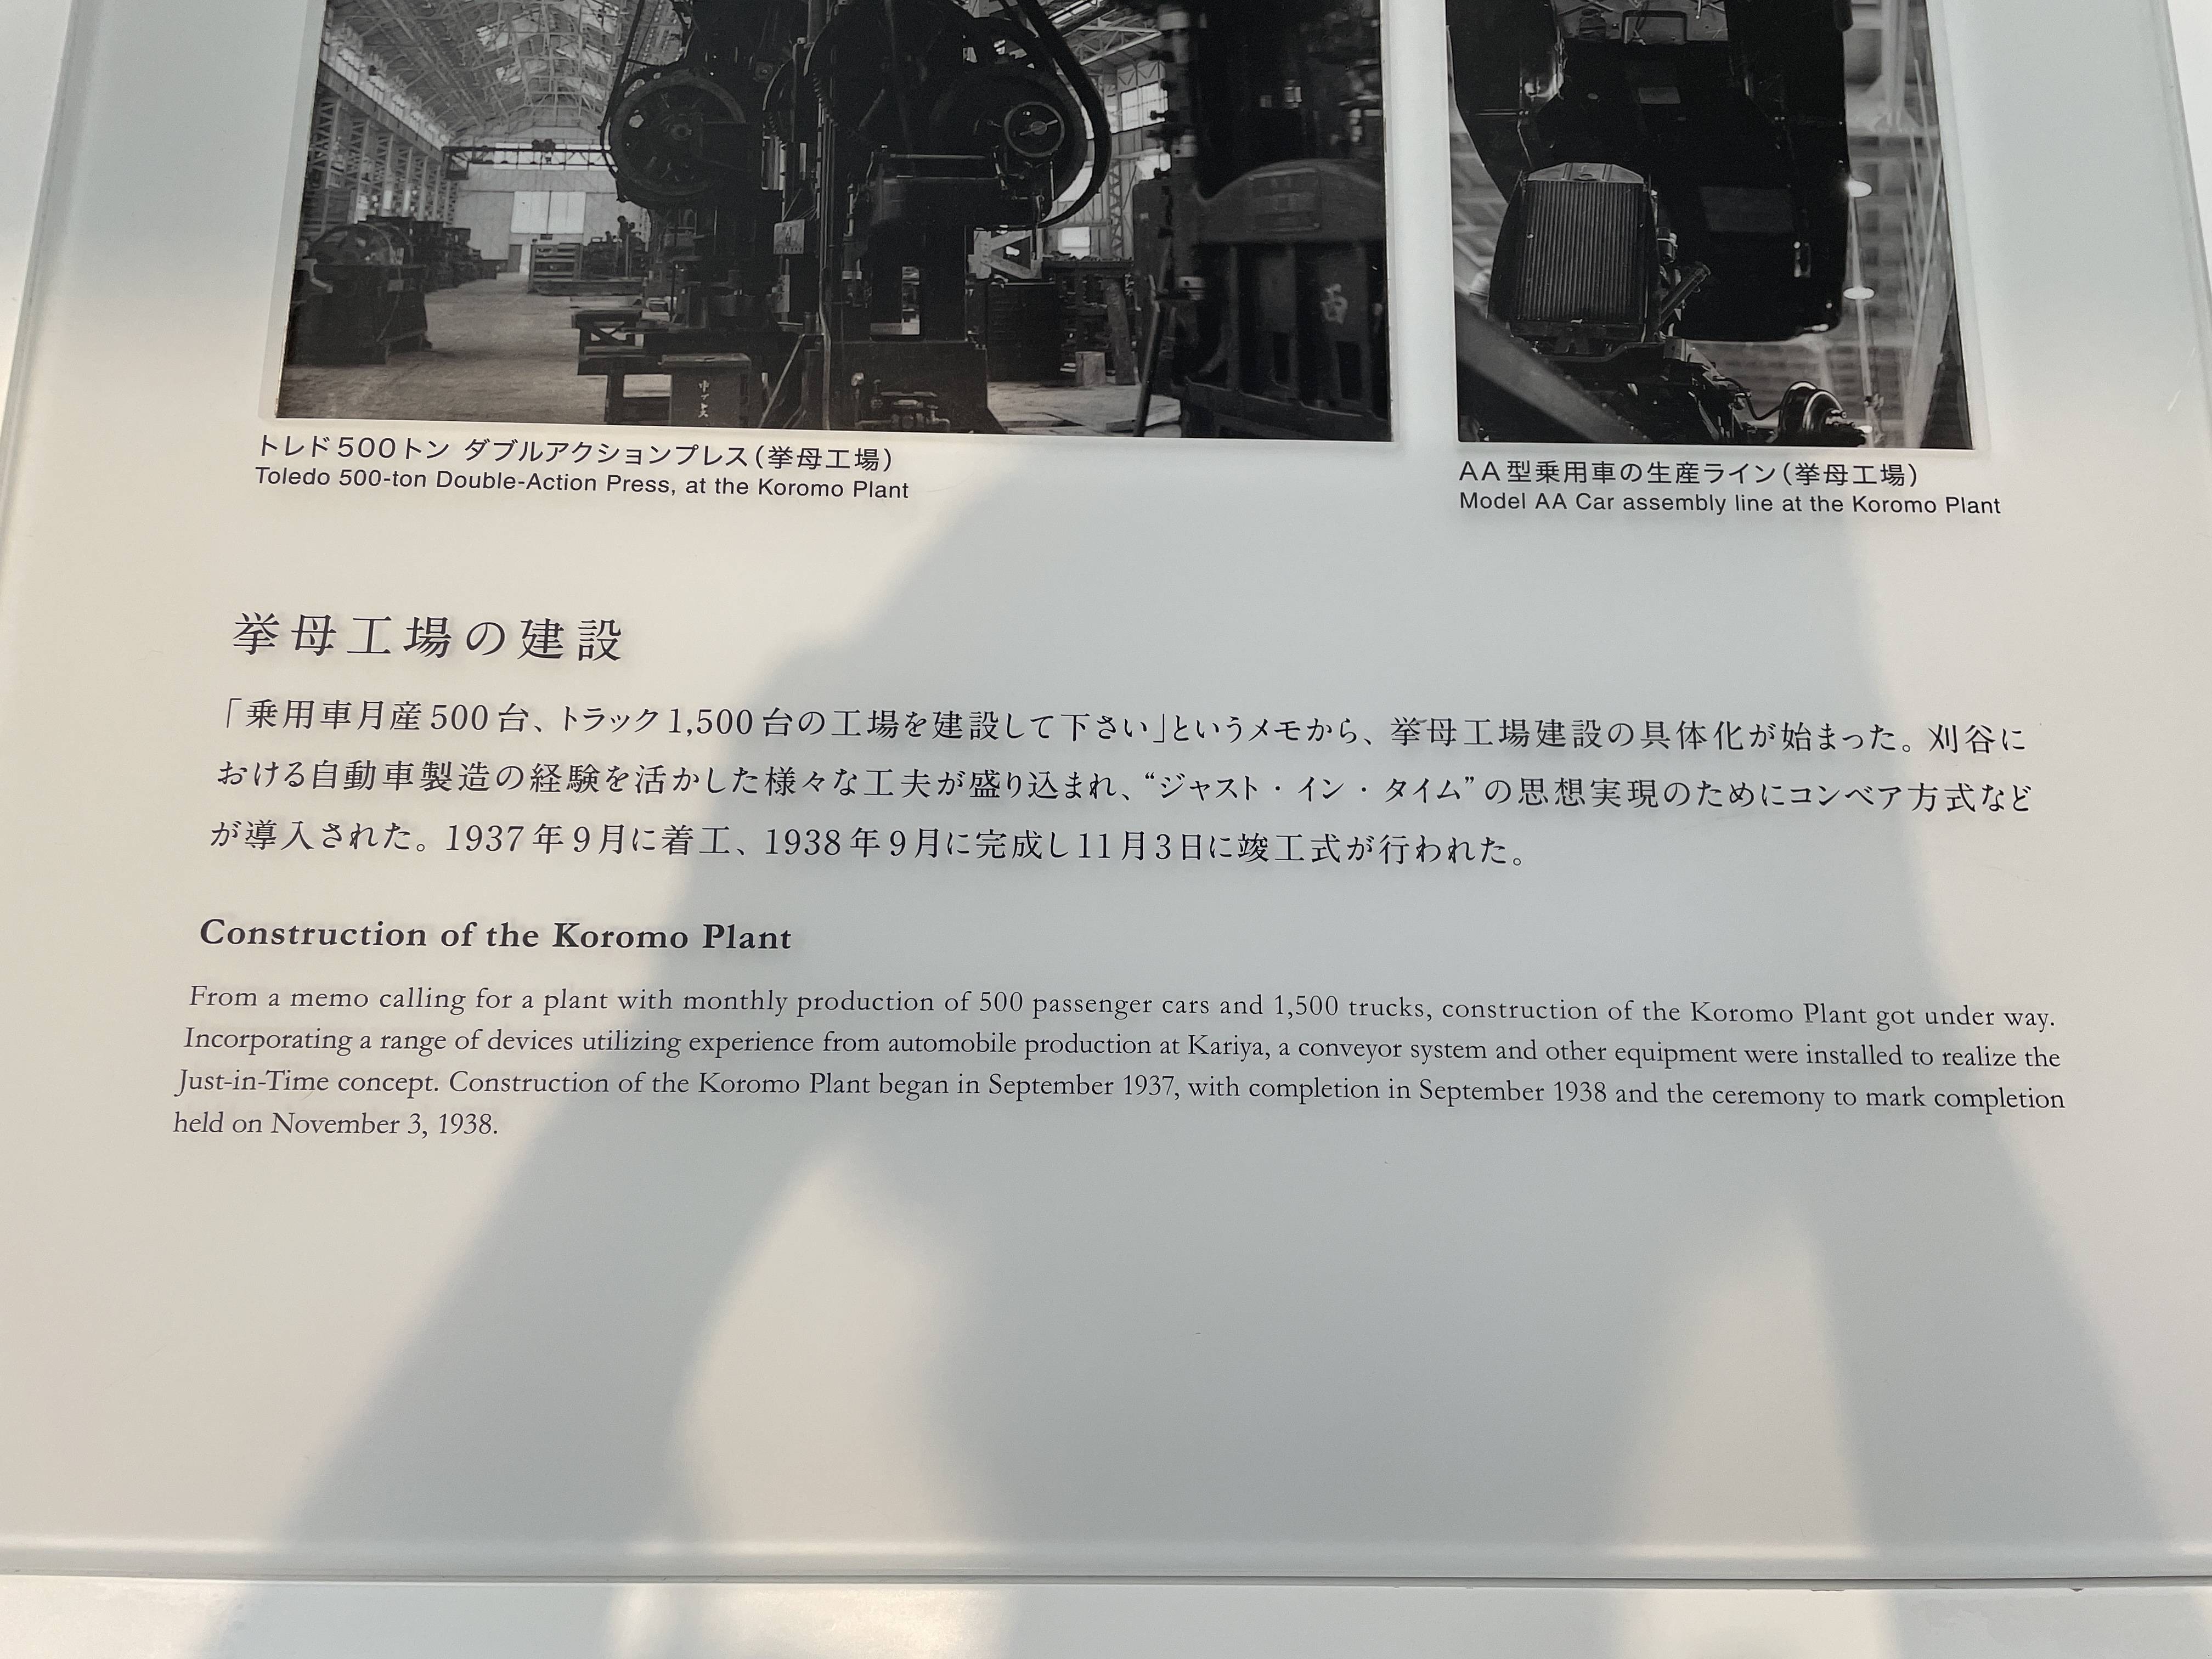 トレド500トン ダブルアクションプレス(挙母工場)
Toledo 500-ton Double-Action Press, at the Koromo Plant
AA型乗用車の生産ライン(挙母工場)
Model AA Car assembly line at the Koromo Plant
挙母工場の建設
「乗用車月産500台、トラック1,500台の工場を建設して下さい」というメモから、挙母工場建設の具体化が始まった。刈谷に
おける自動車製造の経験を活かした様々な工夫が盛り込まれ、“ジャスト・イン・タイム”の思想実現のためにコンベア方式など
が導入された。1937年9月に着工、1938年9月に完成し11月3日に竣工式が行われた。
Construction of the Koromo Plant
From a memo calling for a plant with monthly production of 500 passenger cars and 1,500 trucks, construction of the Koromo Plant got under way.
Incorporating a range of devices utilizing experience from automobile production at Kariya, a conveyor system and other equipment were installed to realize the
Just-in-Time concept. Construction of the Koromo Plant began in September 1937, with completion in September 1938 and the ceremony to mark completion
held on November 3, 1938.